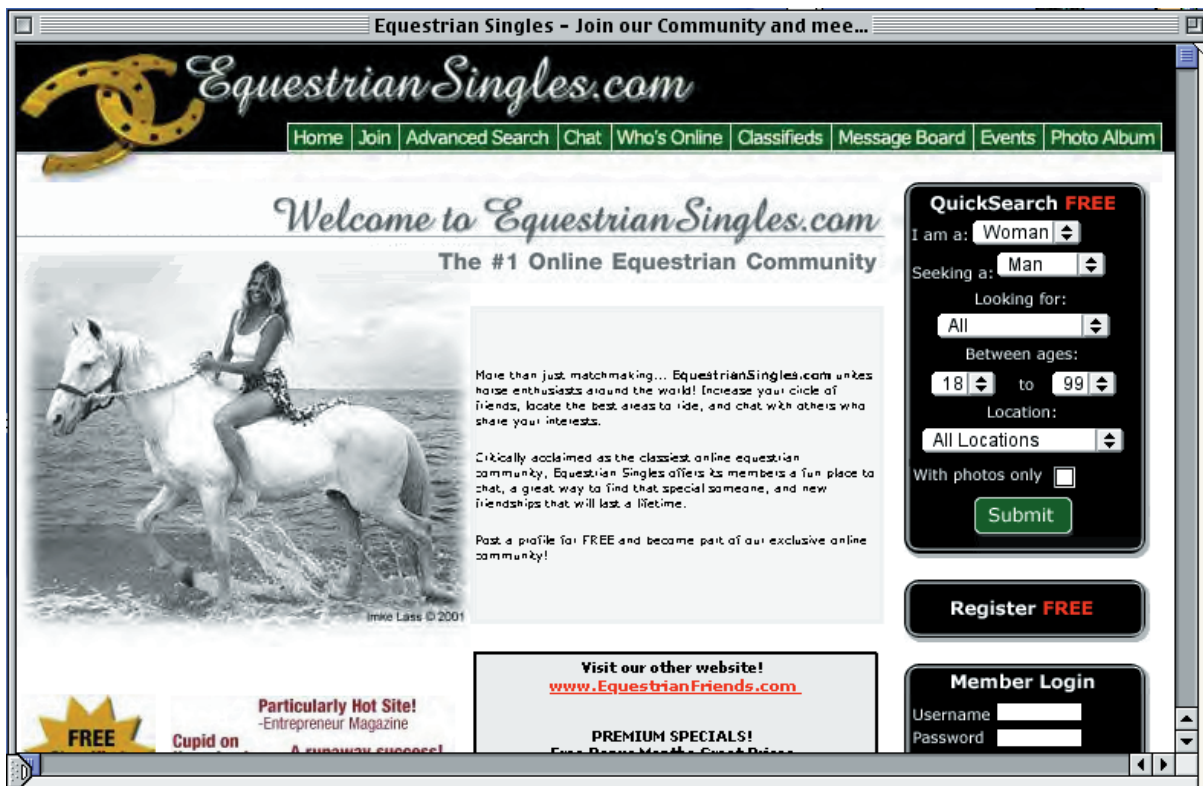 Equestrian Singles – Join our Community and mee...
EquestrianSingles.com
Home Join Advanced Search Chat Who's Online Classifieds Message Board Events Photo Album
Welcome to EquestrianSingles.com
The #1 Online Equestrian Community
More than just matchmaking... EquestrianSingles.com unites
horse enthusiasts around the world! Increase your circle of
friends, locate the best areas to ride, and chat with others who
share your interests.
Critically acclaimed as the classiest online equestrian
community, Equestrian Singles offers its members a fun place to
chat, a great way to find that special someone, and new
friendships that will last a lifetime.
Post a profile for FREE and become part of our exclusive online
community!
Imke Lass © 2001
QuickSearch FREE
I am a: Woman
Seeking a: Man
Looking for:
All
Between ages:
18 to 99
Location:
All Locations
With photos only
Submit
Register FREE
Member Login
Username
Password
Visit our other website!
www.EquestrianFriends.com
PREMIUM SPECIALS!
Free Bonus Months Great Prices
FREE
Particularly Hot Site!
-Entrepreneur Magazine
Cupid on
A runaway success!